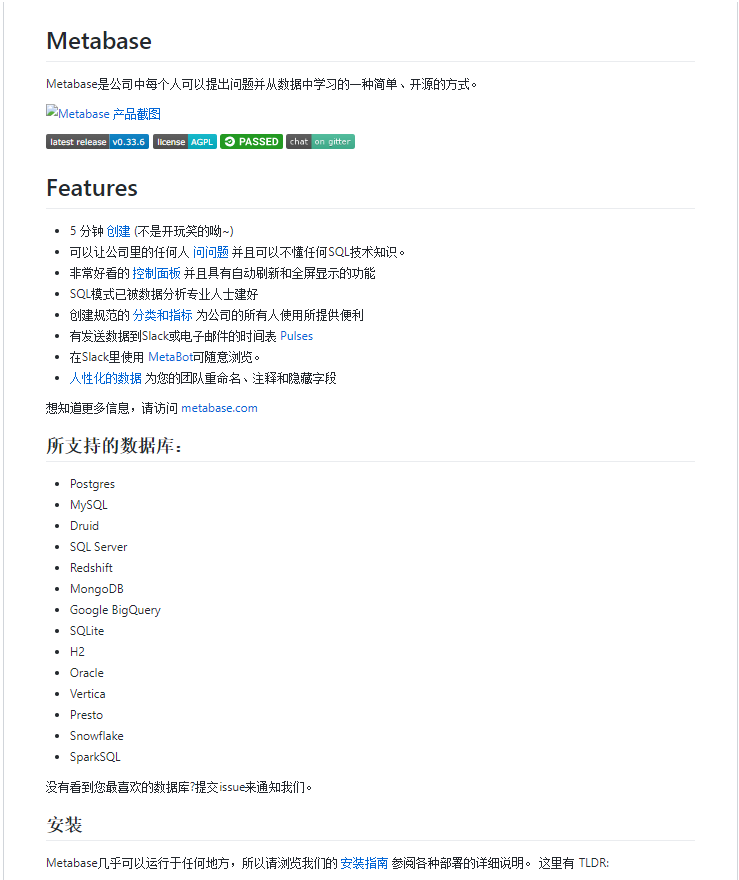 Metabase
Metabase是公司中每个人可以提出问题并从数据中学习的一种简单、开源的方式。
Metabase 产品截图
latest release v0.33.6 license AGPL PASSED chat on gitter
Features
5 分钟 创建 (不是开玩笑的呦~)
可以让公司里的任何人 问问题 并且可以不懂任何SQL技术知识。
非常好看的 控制面板 并且具有自动刷新和全屏显示的功能
SQL模式已被数据分析专业人士建好
创建规范的 分类和指标 为公司的所有人使用所提供便利
有发送数据到Slack或电子邮件的时间表 Pulses
在Slack里使用 MetaBot可随意浏览。
人性化的数据 为您的团队重命名、注释和隐藏字段
想知道更多信息，请访问 metabase.com
所支持的数据库：
Postgres
MySQL
Druid
SQL Server
Redshift
MongoDB
Google BigQuery
SQLite
H2
Oracle
Vertica
Presto
Snowflake
SparkSQL
没有看到您最喜欢的数据库?提交issue来通知我们。
安装
Metabase几乎可以运行于任何地方，所以请浏览我们的 安装指南 参阅各种部署的详细说明。 这里有 TLDR: